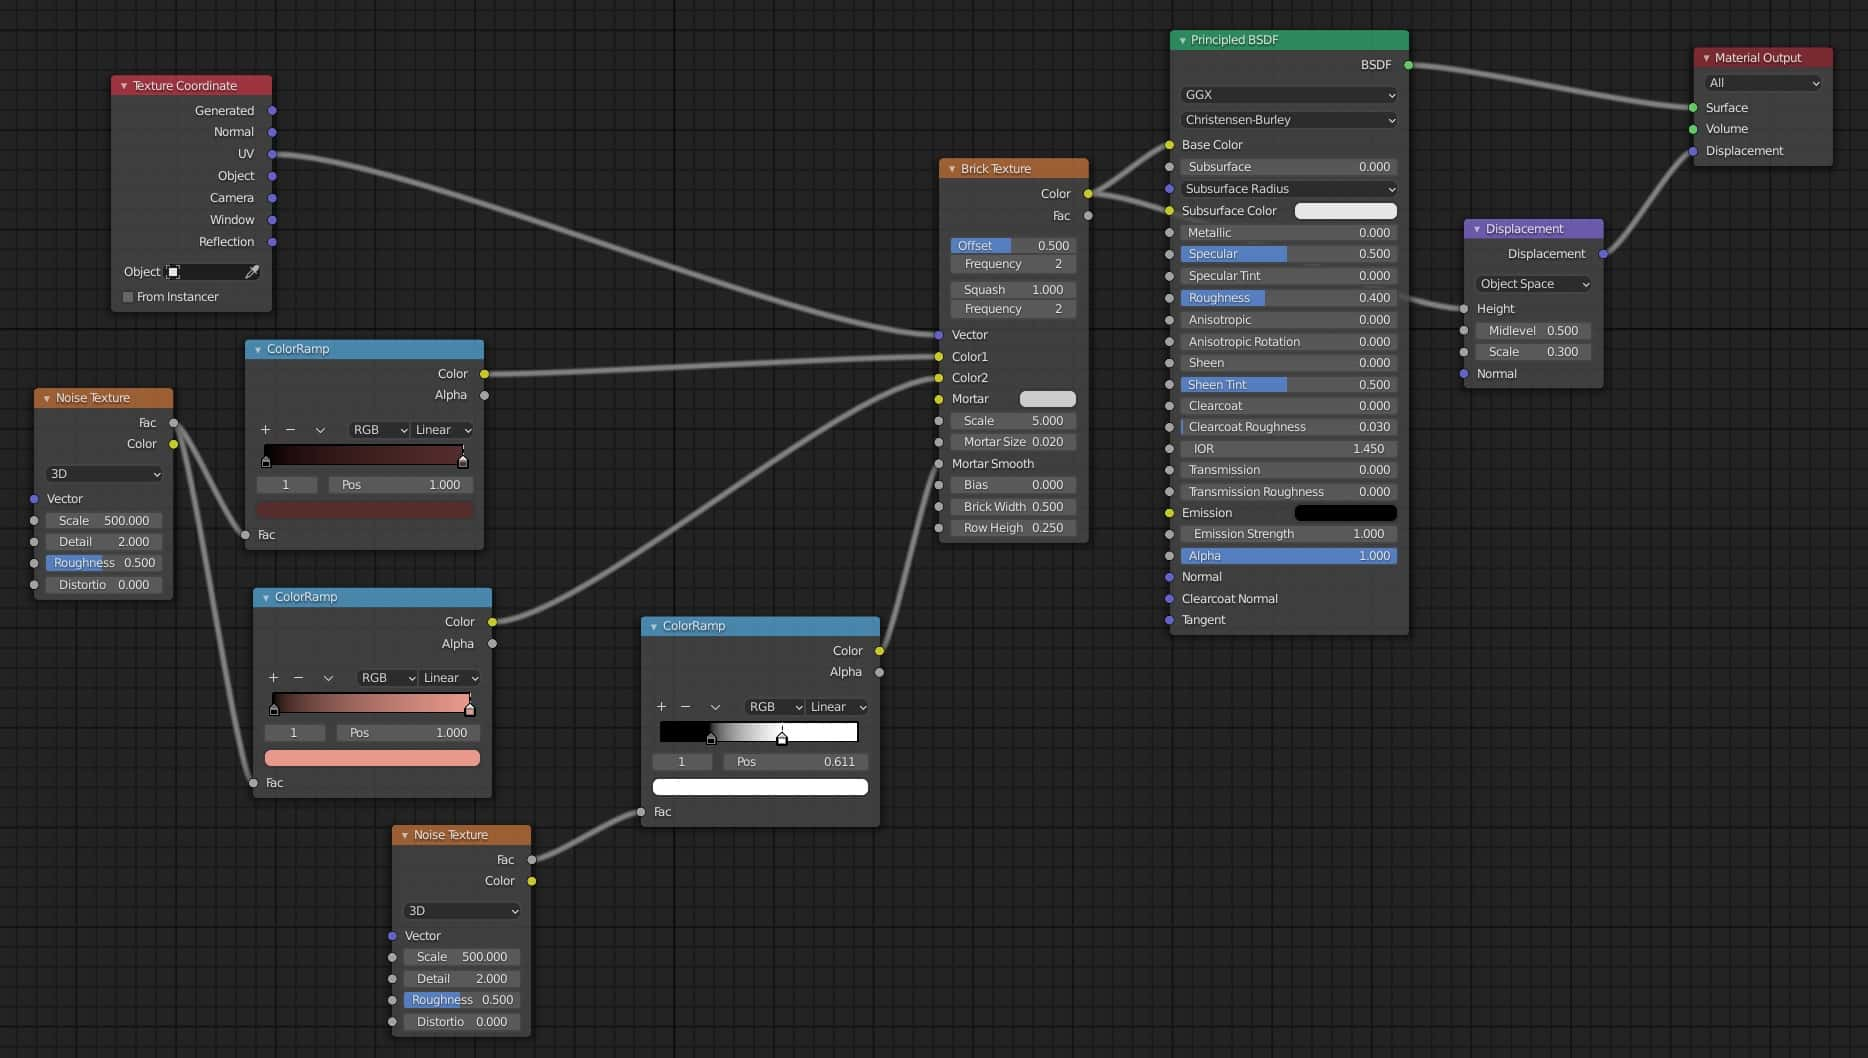 Texture Coordinate
Generated
Normal
UV
Object
Camera
Window
Reflection
Object
From Instancer
Noise Texture
Fac
Color
3D
Vector
Scale 500.000
Detail 2.000
Roughness 0.500
Distortio 0.000
ColorRamp
Color
Alpha
+ − RGB Linear
1 Pos 1.000
Fac
ColorRamp
Color
Alpha
+ − RGB Linear
1 Pos 1.000
Fac
Noise Texture
Fac
Color
3D
Vector
Scale 500.000
Detail 2.000
Roughness 0.500
Distortio 0.000
ColorRamp
Color
Alpha
+ − RGB Linear
1 Pos 0.611
Fac
Brick Texture
Color
Fac
Offset 0.500
Frequency 2
Squash 1.000
Frequency 2
Vector
Color1
Color2
Mortar
Scale 5.000
Mortar Size 0.020
Mortar Smooth
Bias 0.000
Brick Width 0.500
Row Heigh 0.250
Principled BSDF
BSDF
GGX
Christensen-Burley
Base Color
Subsurface 0.000
Subsurface Radius
Subsurface Color
Metallic 0.000
Specular 0.500
Specular Tint 0.000
Roughness 0.400
Anisotropic 0.000
Anisotropic Rotation 0.000
Sheen 0.000
Sheen Tint 0.500
Clearcoat 0.000
Clearcoat Roughness 0.030
IOR 1.450
Transmission 0.000
Transmission Roughness 0.000
Emission
Emission Strength 1.000
Alpha 1.000
Normal
Clearcoat Normal
Tangent
Displacement
Displacement
Object Space
Height
Midlevel 0.500
Scale 0.300
Normal
Material Output
All
Surface
Volume
Displacement